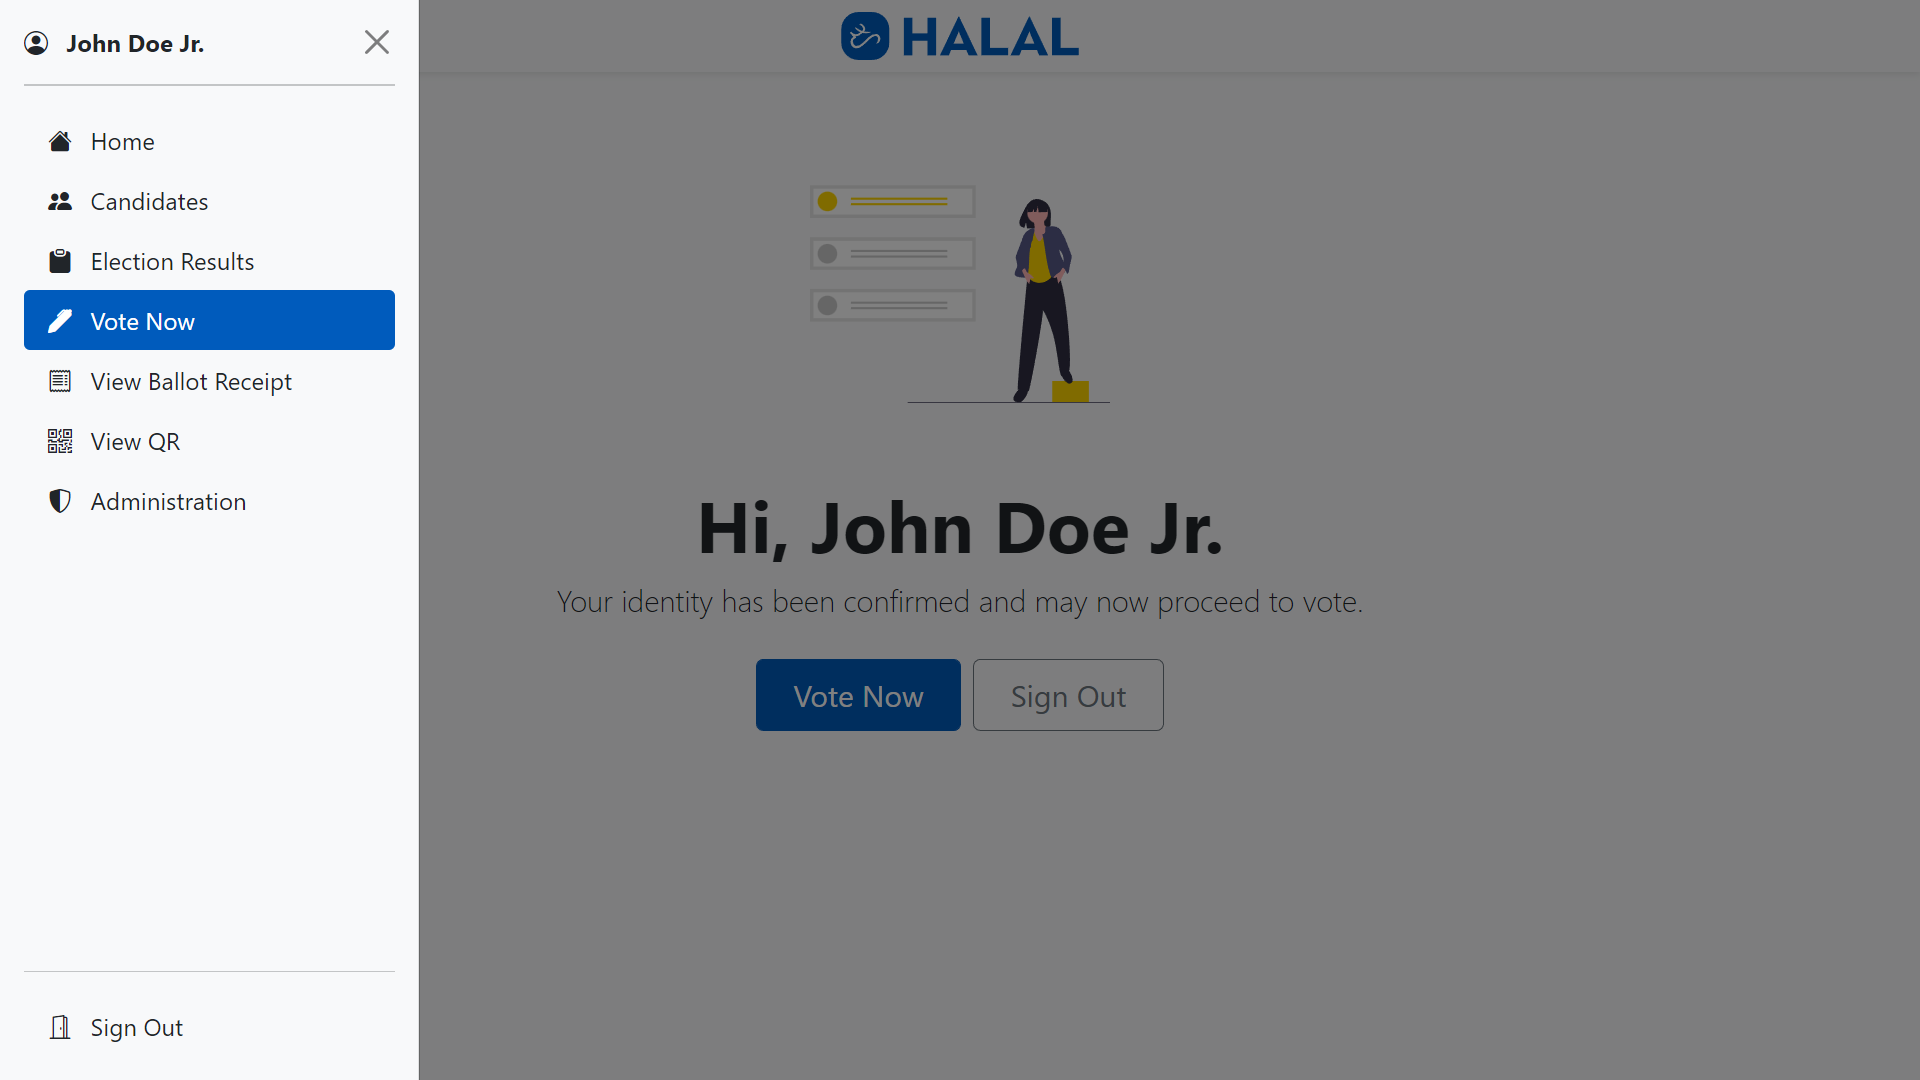 John Doe Jr.
Home
Candidates
Election Results
Vote Now
View Ballot Receipt
View QR
Administration
Sign Out
HALAL
Hi, John Doe Jr.
Your identity has been confirmed and may now proceed to vote.
Vote Now
Sign Out